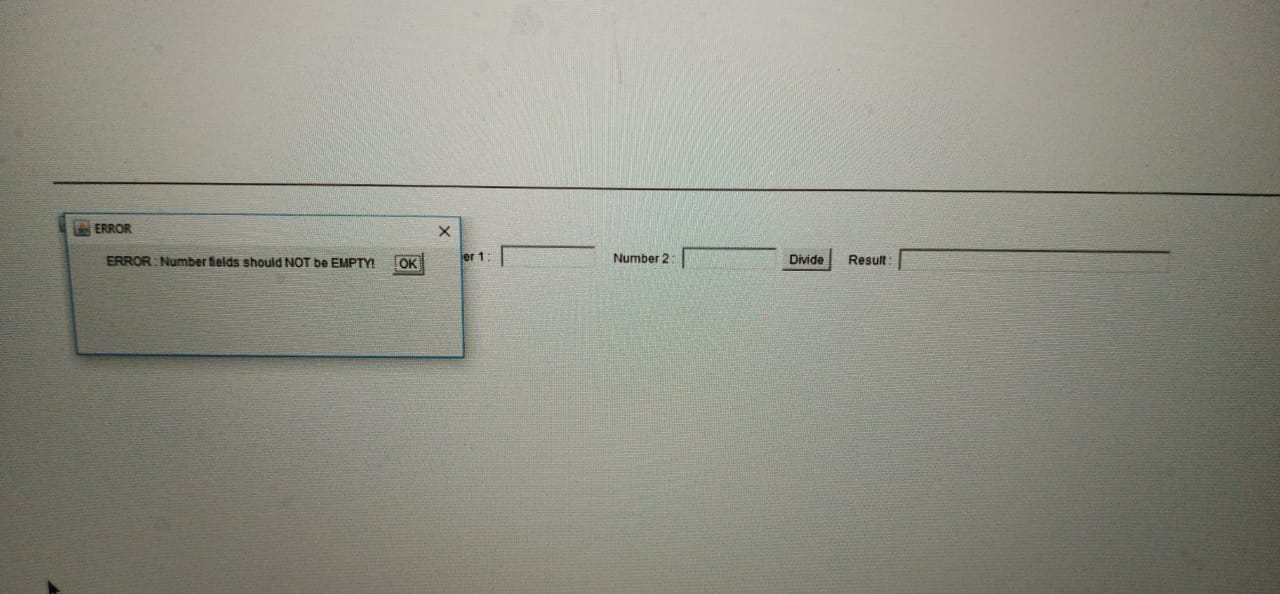 ERROR
ERROR : Number fields should NOT be EMPTY! OK
er 1 : Number 2 : Divide Result :